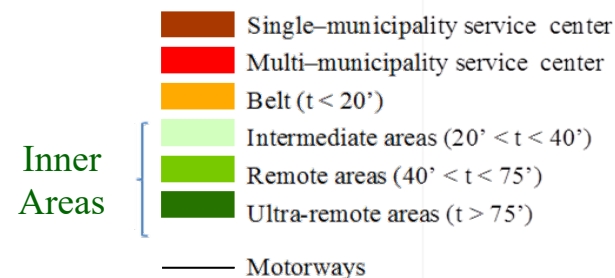 Single–municipality service center
Multi–municipality service center
Belt (t < 20’)
Intermediate areas (20’ < t < 40’)
Remote areas (40’ < t < 75’)
Ultra-remote areas (t > 75’)
Inner
Areas
Motorways